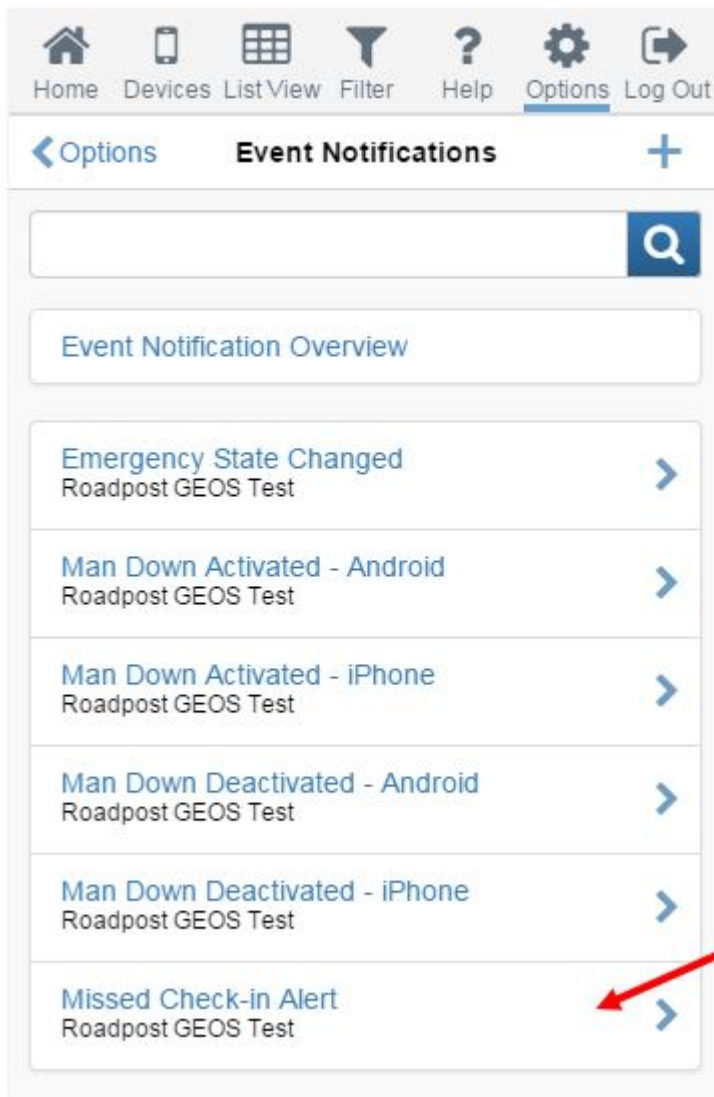 Home Devices List View Filter Help Options Log Out
Options Event Notifications +
Event Notification Overview
Emergency State Changed
Roadpost GEOS Test
Man Down Activated - Android
Roadpost GEOS Test
Man Down Activated - iPhone
Roadpost GEOS Test
Man Down Deactivated - Android
Roadpost GEOS Test
Man Down Deactivated - iPhone
Roadpost GEOS Test
Missed Check-in Alert
Roadpost GEOS Test